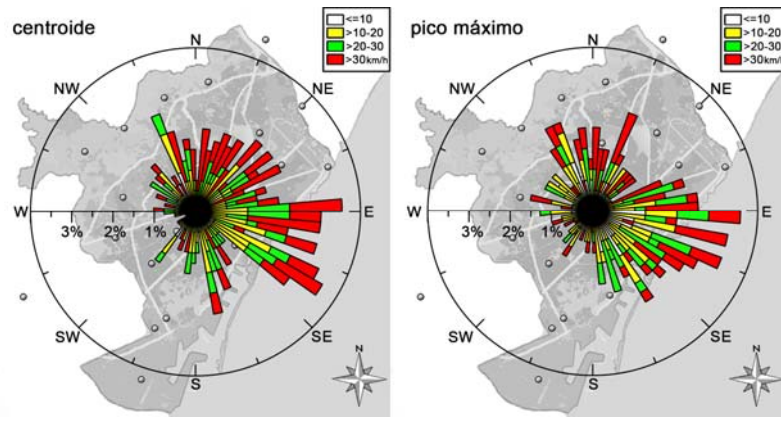 centroide
<=10
>10-20
>20-30
>30km/h
N
NW
NE
W
3%
2%
1%
E
SW
SE
S
N
pico máximo
<=10
>10-20
>20-30
>30km/h
N
NW
NE
W
3%
2%
1%
E
SW
SE
S
N